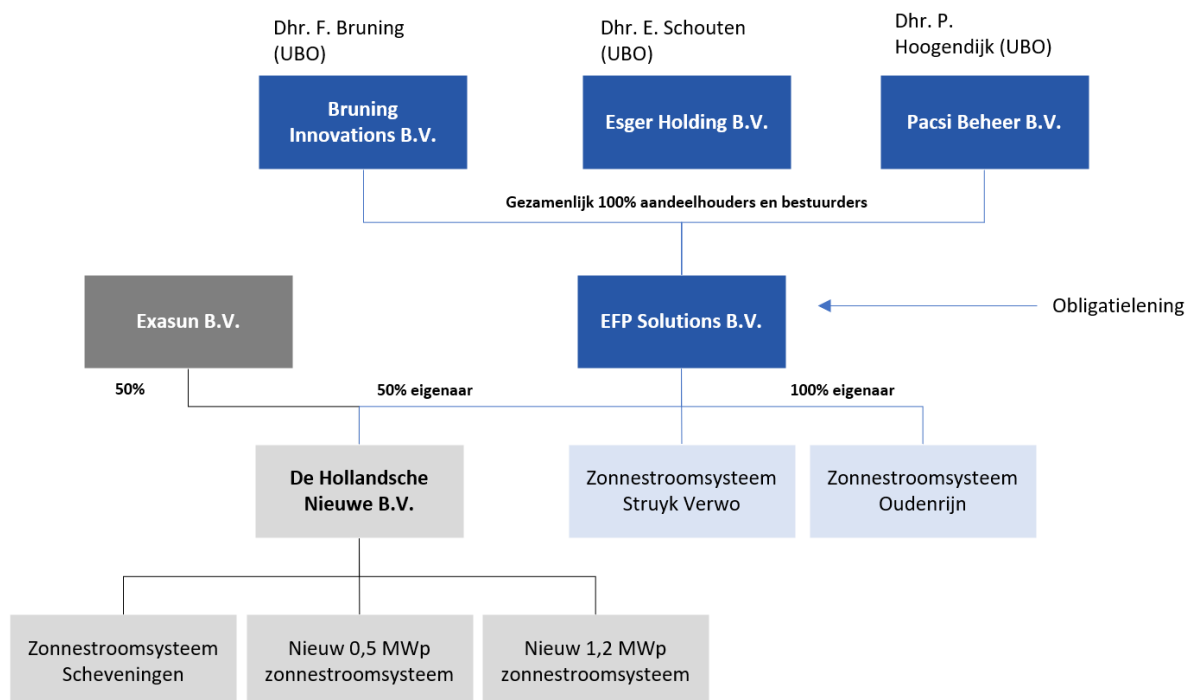 Dhr. F. Bruning
(UBO)
Dhr. E. Schouten
(UBO)
Dhr. P.
Hoogendijk (UBO)
Bruning
Innovations B.V.
Esger Holding B.V.
Pacsi Beheer B.V.
Gezamenlijk 100% aandeelhouders en bestuurders
Exasun B.V.
EFP Solutions B.V.
Obligatielening
50%
50% eigenaar
100% eigenaar
De Hollandsche
Nieuwe B.V.
Zonnestroomsysteem
Struyk Verwo
Zonnestroomsysteem
Oudenrijn
Zonnestroomsysteem
Scheveningen
Nieuw 0,5 MWp
zonnestroomsysteem
Nieuw 1,2 MWp
zonnestroomsysteem